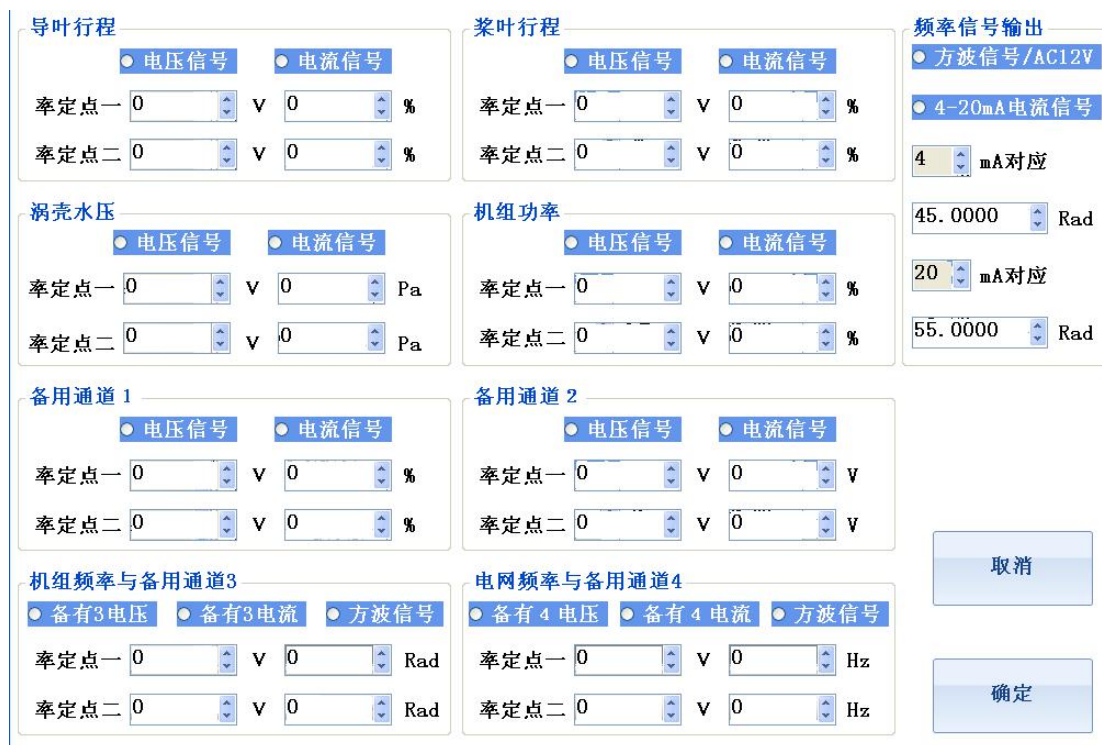 导叶行程
电压信号 电流信号
率定点一 0 V 0 %
率定点二 0 V 0 %
桨叶行程
电压信号 电流信号
率定点一 0 V 0 %
率定点二 0 V 0 %
频率信号输出
方波信号/AC12V
4-20mA电流信号
4 mA对应
45.0000 Rad
20 mA对应
55.0000 Rad
涡壳水压
电压信号 电流信号
率定点一 0 V 0 Pa
率定点二 0 V 0 Pa
机组功率
电压信号 电流信号
率定点一 0 V 0 %
率定点二 0 V 0 %
备用通道 1
电压信号 电流信号
率定点一 0 V 0 %
率定点二 0 V 0 %
备用通道 2
电压信号 电流信号
率定点一 0 V 0 V
率定点二 0 V 0 V
机组频率与备用通道3
备有3电压 备有3电流 方波信号
率定点一 0 V 0 Rad
率定点二 0 V 0 Rad
电网频率与备用通道4
备有 4 电压 备有 4 电流 方波信号
率定点一 0 V 0 Hz
率定点二 0 V 0 Hz
取消
确定